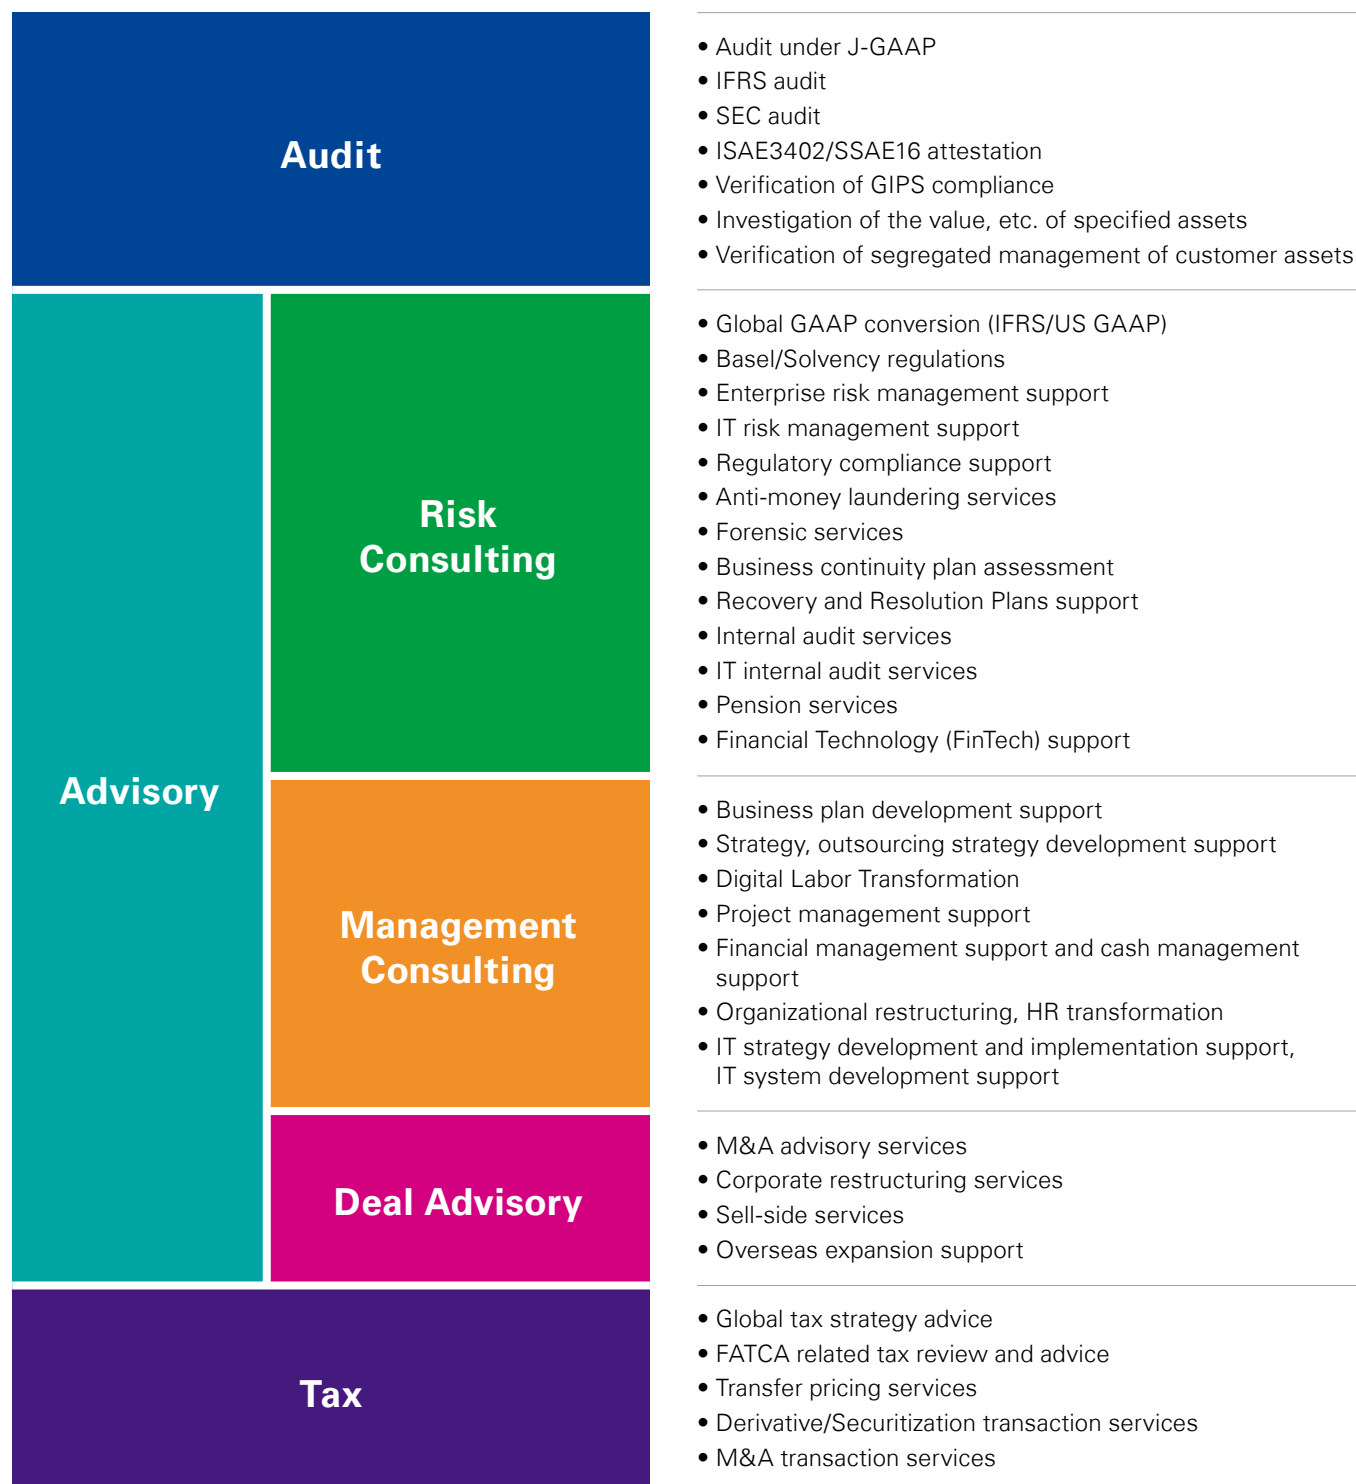 Audit
• Audit under J-GAAP
• IFRS audit
• SEC audit
• ISAE3402/SSAE16 attestation
• Verification of GIPS compliance
• Investigation of the value, etc. of specified assets
• Verification of segregated management of customer assets
Advisory
Risk
Consulting
• Global GAAP conversion (IFRS/US GAAP)
• Basel/Solvency regulations
• Enterprise risk management support
• IT risk management support
• Regulatory compliance support
• Anti-money laundering services
• Forensic services
• Business continuity plan assessment
• Recovery and Resolution Plans support
• Internal audit services
• IT internal audit services
• Pension services
• Financial Technology (FinTech) support
Management
Consulting
• Business plan development support
• Strategy, outsourcing strategy development support
• Digital Labor Transformation
• Project management support
• Financial management support and cash management
support
• Organizational restructuring, HR transformation
• IT strategy development and implementation support,
IT system development support
Deal Advisory
• M&A advisory services
• Corporate restructuring services
• Sell-side services
• Overseas expansion support
Tax
• Global tax strategy advice
• FATCA related tax review and advice
• Transfer pricing services
• Derivative/Securitization transaction services
• M&A transaction services